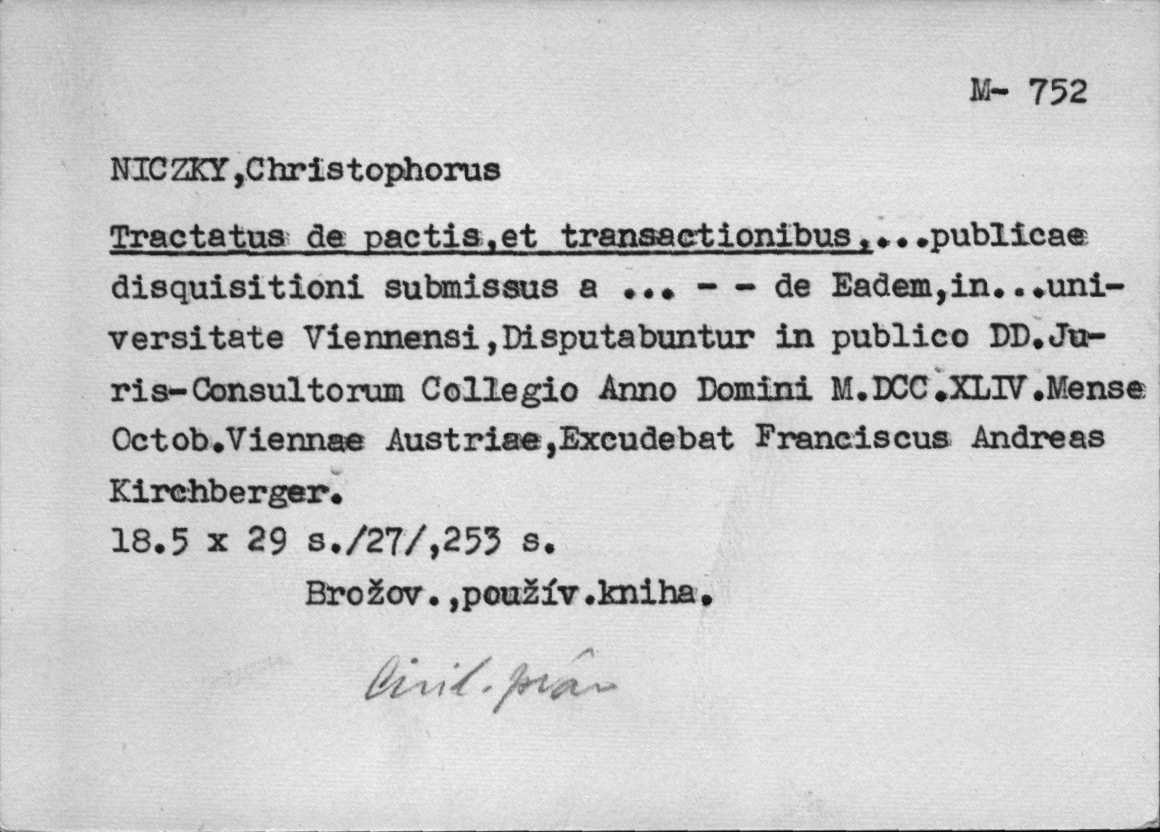 M- 752
NICZKY,Christophorus
Tractatus de pactis,et transactionibus,...publicae
disquisitioni submissus a ... - - de Eadem,in...uni-
versitate Viennensi,Disputabuntur in publico DD.Ju-
ris-Consultorum Collegio Anno Domini M.DCC.XLIV.Mense
Octob.Viennae Austriae,Excudebat Franciscus Andreas
Kirchberger.
18.5 x 29 s./27/,253 s.
Brožov.,použív.kniha.
Civil. práv